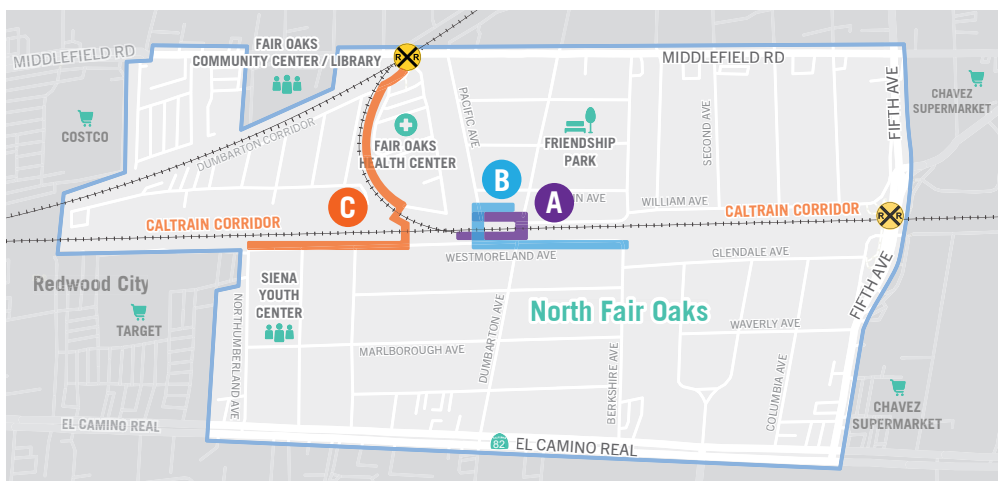 MIDDLEFIELD RD
FAIR OAKS
COMMUNITY CENTER / LIBRARY
R R
MIDDLEFIELD RD
FIFTH AVE
CHAVEZ
SUPERMARKET
COSTCO
DUMBARTON CORRIDOR
PACIFIC AVE
FAIR OAKS
HEALTH CENTER
FRIENDSHIP
PARK
SECOND AVE
B
A
C
IN AVE
WILLIAM AVE
CALTRAIN CORRIDOR
CALTRAIN CORRIDOR
R R
WESTMORELAND AVE
GLENDALE AVE
Redwood City
TARGET
SIENA
YOUTH
CENTER
NORTHUMBERLAND AVE
North Fair Oaks
FIFTH AVE
DUMBARTON AVE
WAVERLY AVE
MARLBOROUGH AVE
BERKSHIRE AVE
COLUMBIA AVE
CHAVEZ
SUPERMARKET
EL CAMINO REAL
82 EL CAMINO REAL